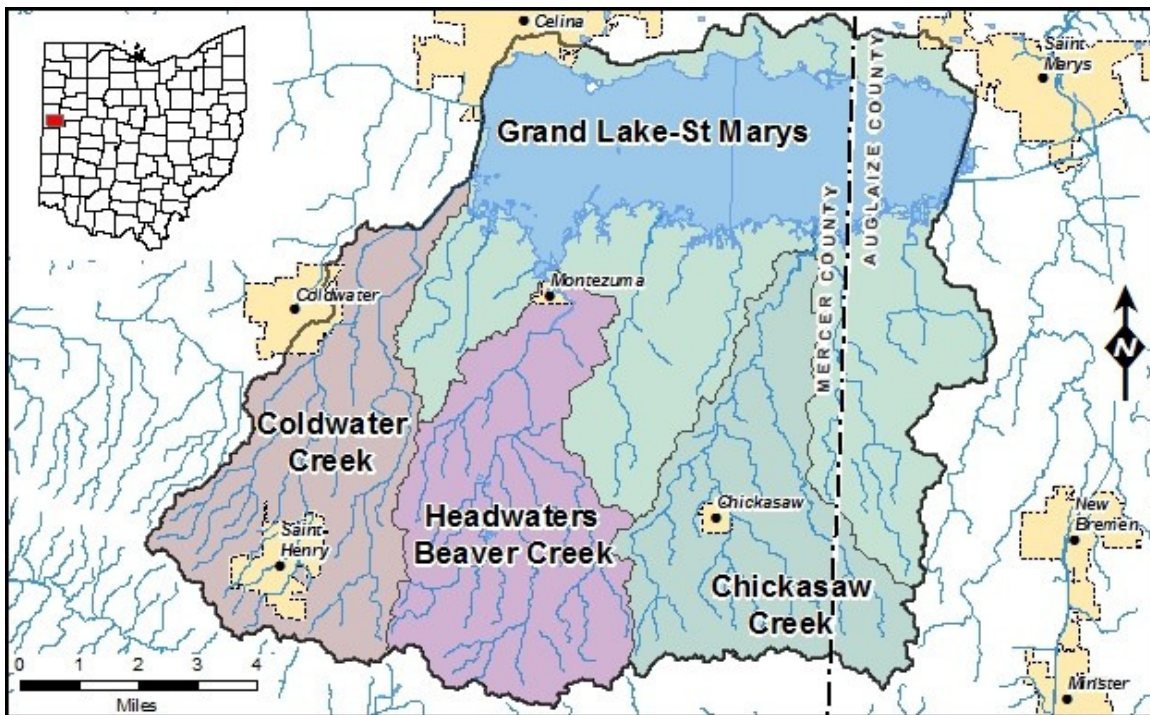 Celina
Saint
Marys
Grand Lake-St Marys
MERCER COUNTY
AUGLAIZE COUNTY
Montezuma
Coldwater
N
Coldwater
Creek
Headwaters
Beaver Creek
Saint-
Henry
Chickasaw
Chickasaw
Creek
New
Bremen
Minster
0 1 2 3 4
Miles